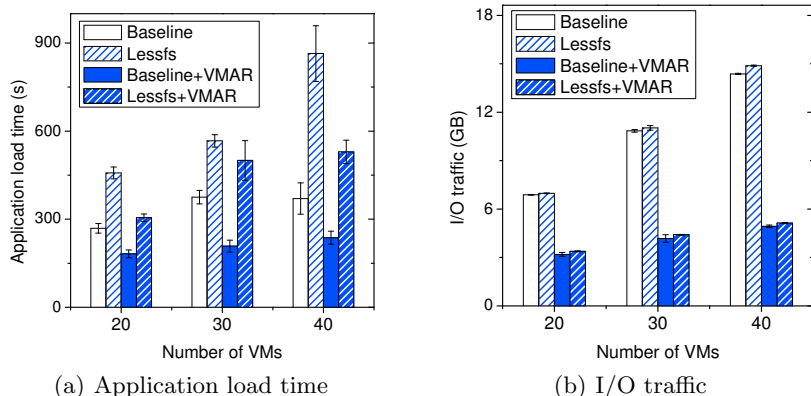 Application load time (s)
900
600
300
0
20
30
40
Number of VMs
Baseline
Lessfs
Baseline+VMAR
Lessfs+VMAR
(a) Application load time
I/O traffic (GB)
18
12
6
0
20
30
40
Number of VMs
Baseline
Lessfs
Baseline+VMAR
Lessfs+VMAR
(b) I/O traffic